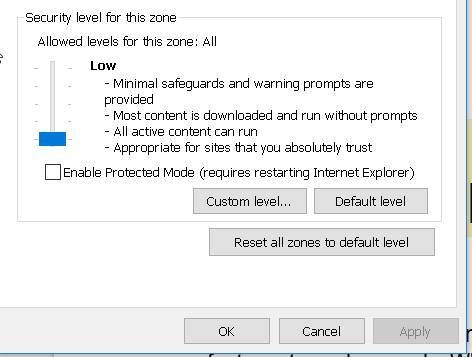 Security level for this zone
Allowed levels for this zone: All
Low
- Minimal safeguards and warning prompts are
provided
- Most content is downloaded and run without prompts
- All active content can run
- Appropriate for sites that you absolutely trust
Enable Protected Mode (requires restarting Internet Explorer)
Custom level...
Default level
Reset all zones to default level
OK
Cancel
Apply